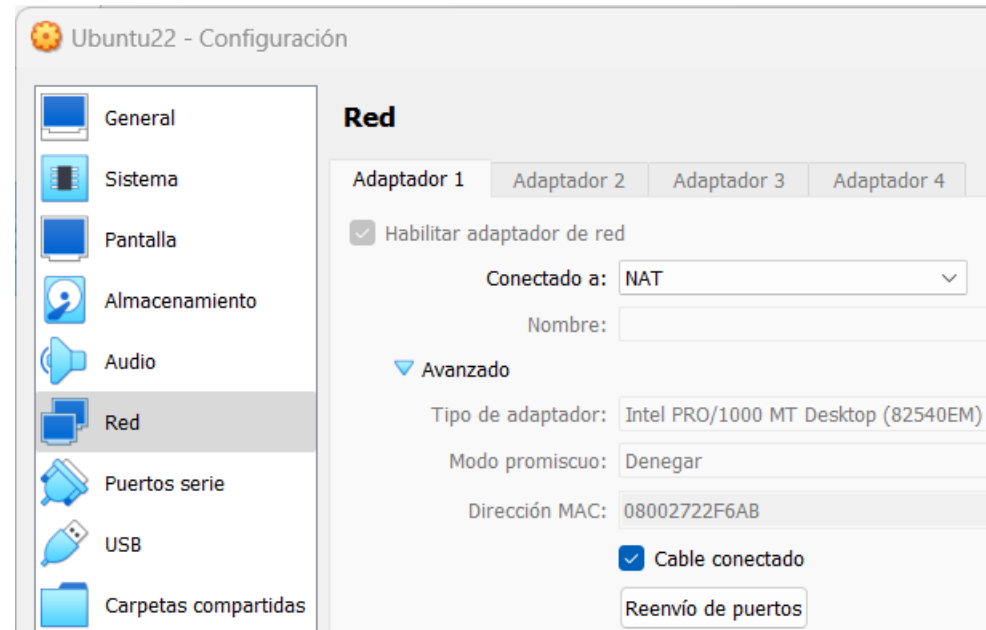 Ubuntu22 - Configuración
General
Sistema
Pantalla
Almacenamiento
Audio
Red
Puertos serie
USB
Carpetas compartidas
Red
Adaptador 1 Adaptador 2 Adaptador 3 Adaptador 4
Habilitar adaptador de red
Conectado a: NAT
Nombre:
Avanzado
Tipo de adaptador: Intel PRO/1000 MT Desktop (82540EM)
Modo promiscuo: Denegar
Dirección MAC: 08002722F6AB
Cable conectado
Reenvío de puertos